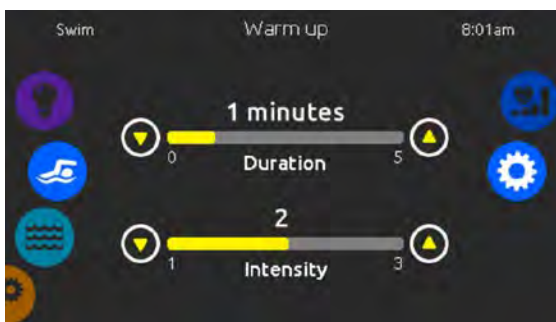 Swim Warm up 8:01am
1 minutes
0 5
Duration
2
1 3
Intensity